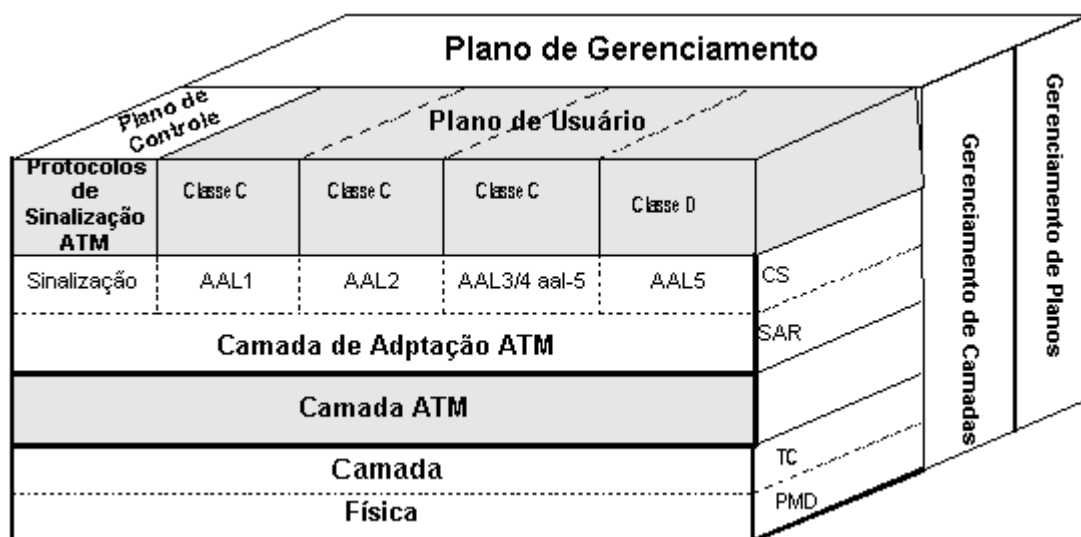 Plano de Gerenciamento
Plano de
Controle
Plano de Usuário
Protocolos
de
Sinalização
ATM
Classe C
Classe C
Classe C
Classe D
Sinalização
AAL1
AAL2
AAL3/4 aal-5
AAL5
CS
SAR
Camada de Adptação ATM
Camada ATM
Camada
Física
TC
PMD
Gerenciamento de Camadas
Gerenciamento de Planos